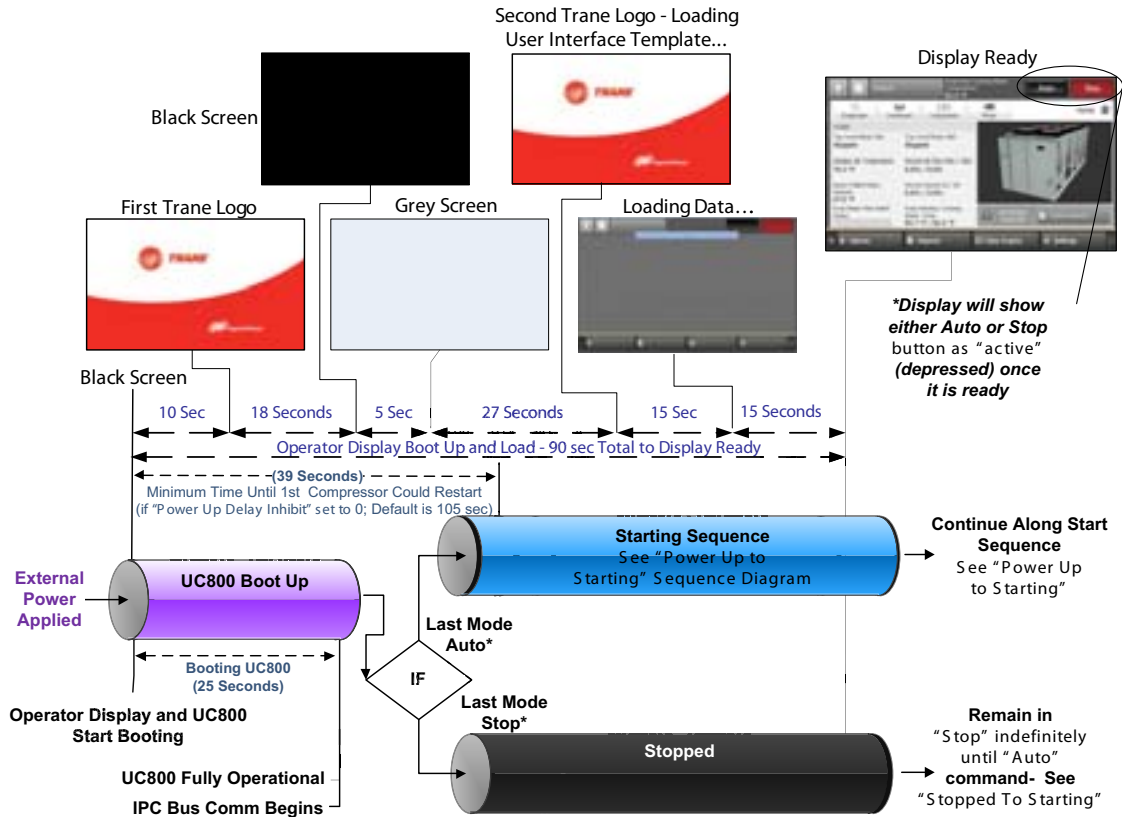 Second Trane Logo - Loading
User Interface Template...
Display Ready
Black Screen
TRANE
First Trane Logo
Grey Screen
Loading Data...
TRANE
*Display will show
either Auto or Stop
button as "active"
(depressed) once
it is ready
Black Screen
10 Sec
18 Seconds
5 Sec
27 Seconds
15 Sec
15 Seconds
Operator Display Boot Up and Load - 90 sec Total to Display Ready
(39 Seconds)
Minimum Time Until 1st Compressor Could Restart
(if "Power Up Delay Inhibit" set to 0; Default is 105 sec)
Starting Sequence
See "Power Up to
Starting" Sequence Diagram
Continue Along Start
Sequence
See "Power Up
to Starting"
External
Power
Applied
UC800 Boot Up
Last Mode
Auto*
Booting UC800
(25 Seconds)
IF
Last Mode
Stop*
Operator Display and UC800
Start Booting
Stopped
Remain in
"Stop" indefinitely
until "Auto"
command- See
"Stopped To Starting"
UC800 Fully Operational
IPC Bus Comm Begins